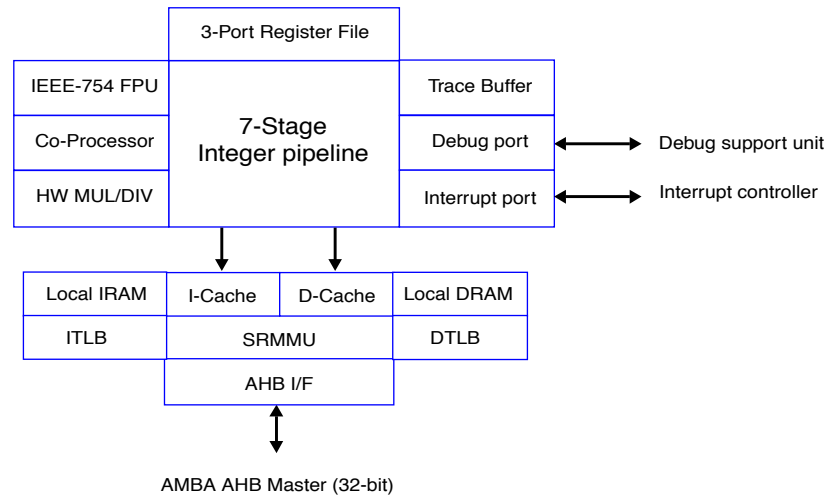 3-Port Register File
IEEE-754 FPU
7-Stage
Integer pipeline
Trace Buffer
Co-Processor
Debug port
Debug support unit
HW MUL/DIV
Interrupt port
Interrupt controller
Local IRAM
I-Cache
D-Cache
Local DRAM
ITLB
SRMMU
DTLB
AHB I/F
AMBA AHB Master (32-bit)